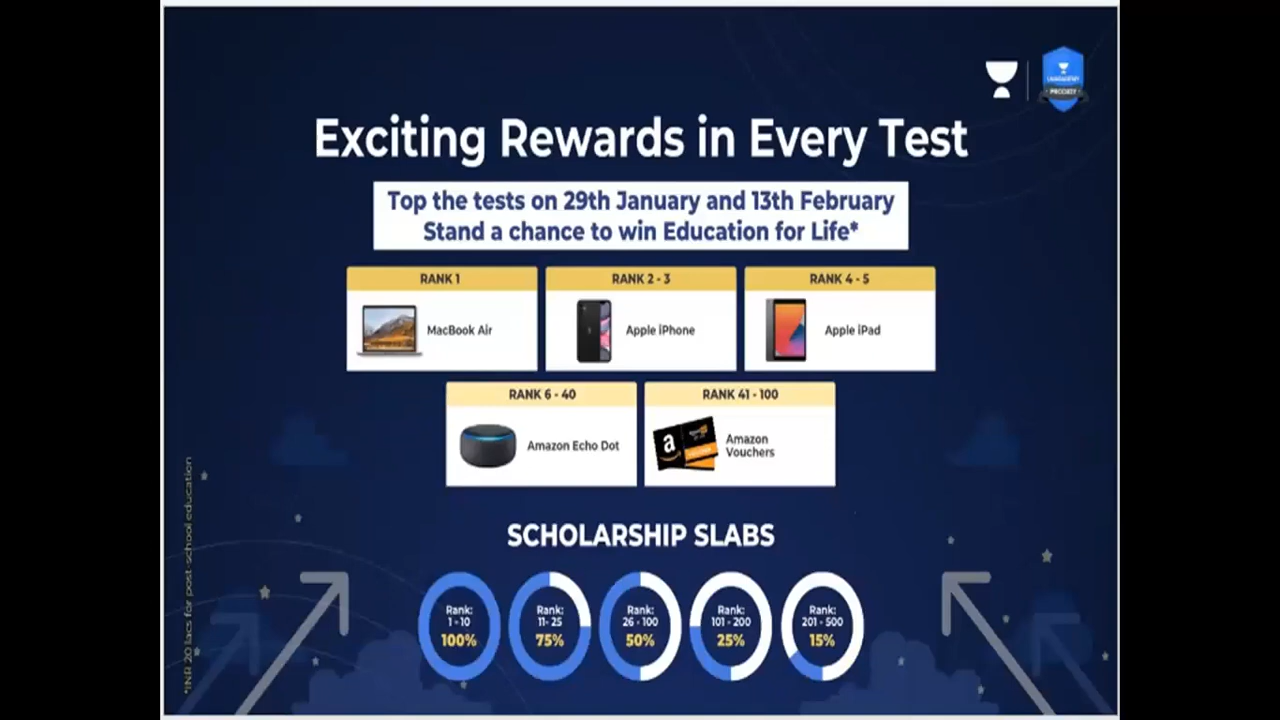 UNACADEMY
PRODIGY
Exciting Rewards in Every Test
Top the tests on 29th January and 13th February
Stand a chance to win Education for Life*
RANK 1
MacBook Air
RANK 2 - 3
Apple iPhone
RANK 4 - 5
Apple iPad
RANK 6 - 40
Amazon Echo Dot
RANK 41 - 100
a
Amazon
Vouchers
SCHOLARSHIP SLABS
Rank:
1 - 10
100%
Rank:
11- 25
75%
Rank:
26 - 100
50%
Rank:
101 - 200
25%
Rank:
201 - 500
15%
*INR 20 lacs for post-school education